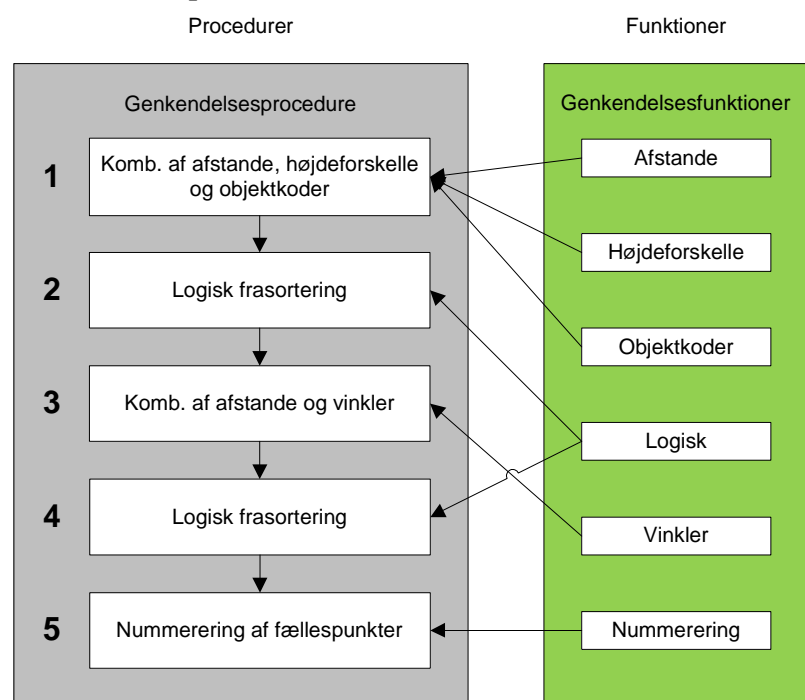 Procedurer
Funktioner
Genkendelsesprocedure
Genkendelsesfunktioner
1
Komb. af afstande, højdeforskelle
og objektkoder
2
Logisk frasortering
3
Komb. af afstande og vinkler
4
Logisk frasortering
5
Nummerering af fællespunkter
Afstande
Højdeforskelle
Objektkoder
Logisk
Vinkler
Nummerering